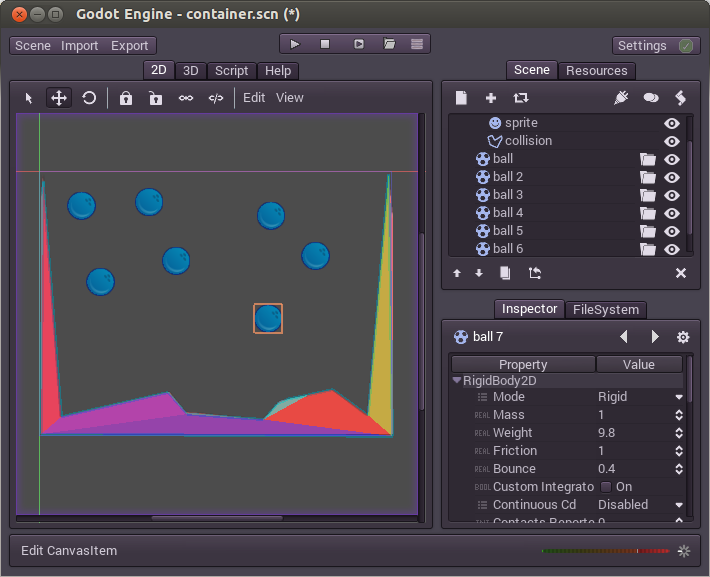 Godot Engine - container.scn (*)
Scene Import Export
Settings
2D 3D Script Help
Edit View
Scene Resources
sprite
collision
ball
ball 2
ball 3
ball 4
ball 5
ball 6
Inspector FileSystem
ball 7
Property Value
RigidBody2D
Mode Rigid
REAL Mass 1
REAL Weight 9.8
REAL Friction 1
REAL Bounce 0.4
BOOL Custom Integrato On
Continuous Cd Disabled
Contacts Reporte 0
Edit CanvasItem